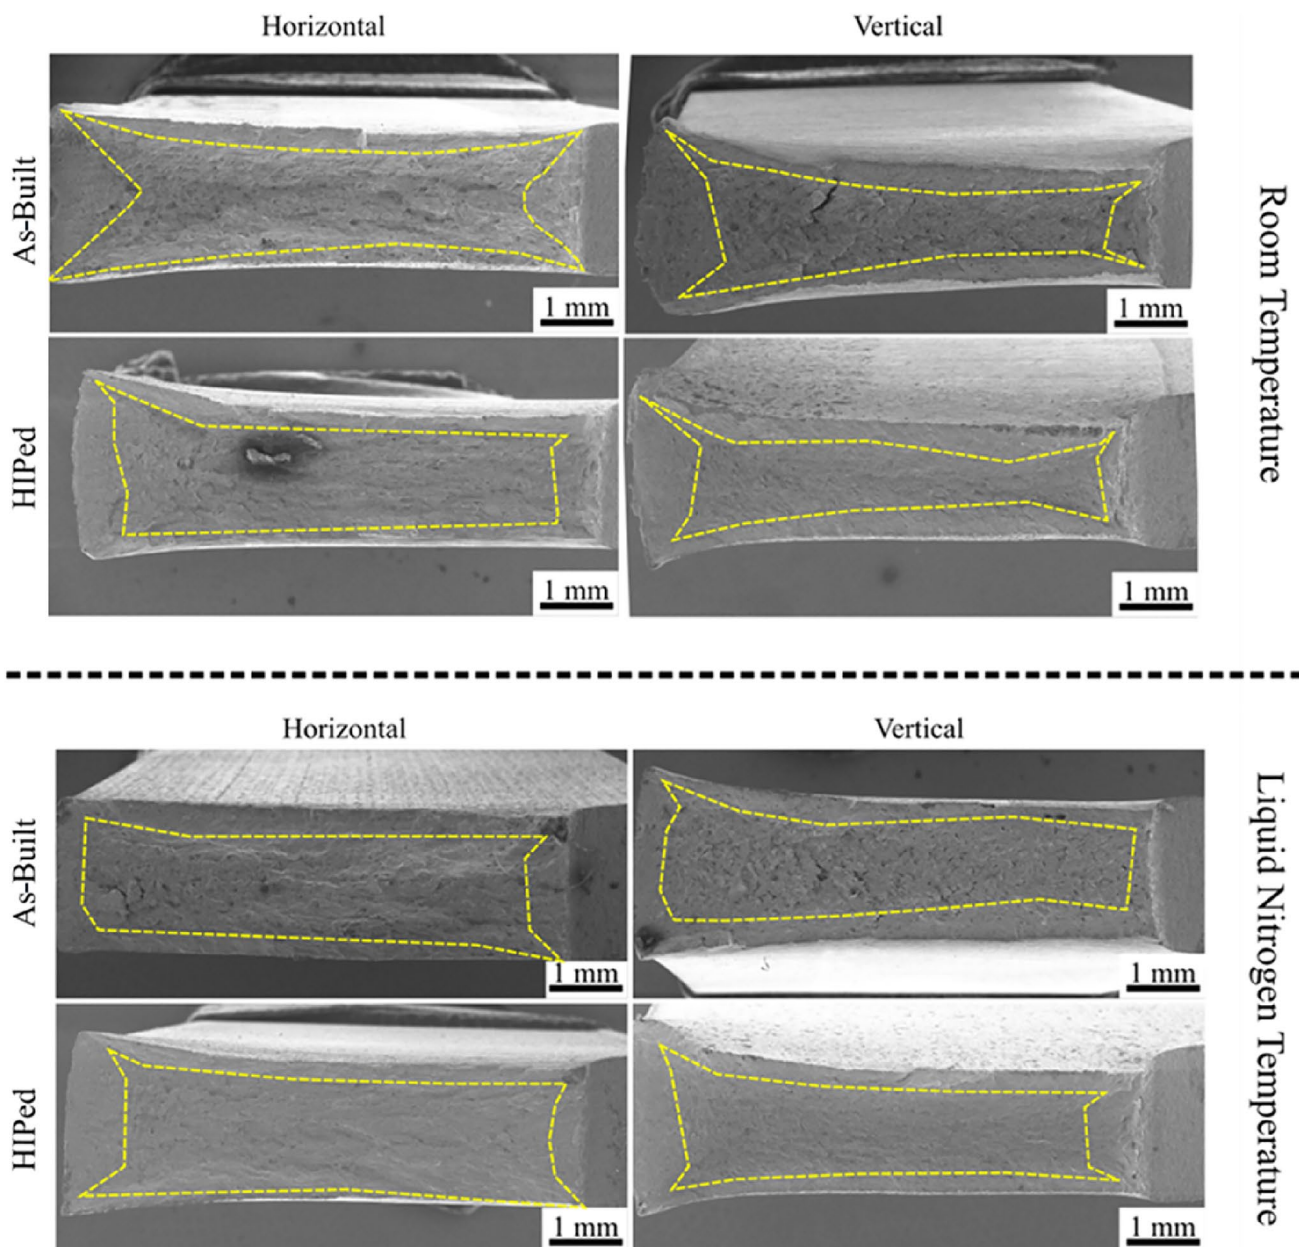 Horizontal
Vertical
As-Built
1 mm
1 mm
HIPed
1 mm
1 mm
Room Temperature
Horizontal
Vertical
As-Built
1 mm
1 mm
HIPed
1 mm
1 mm
Liquid Nitrogen Temperature